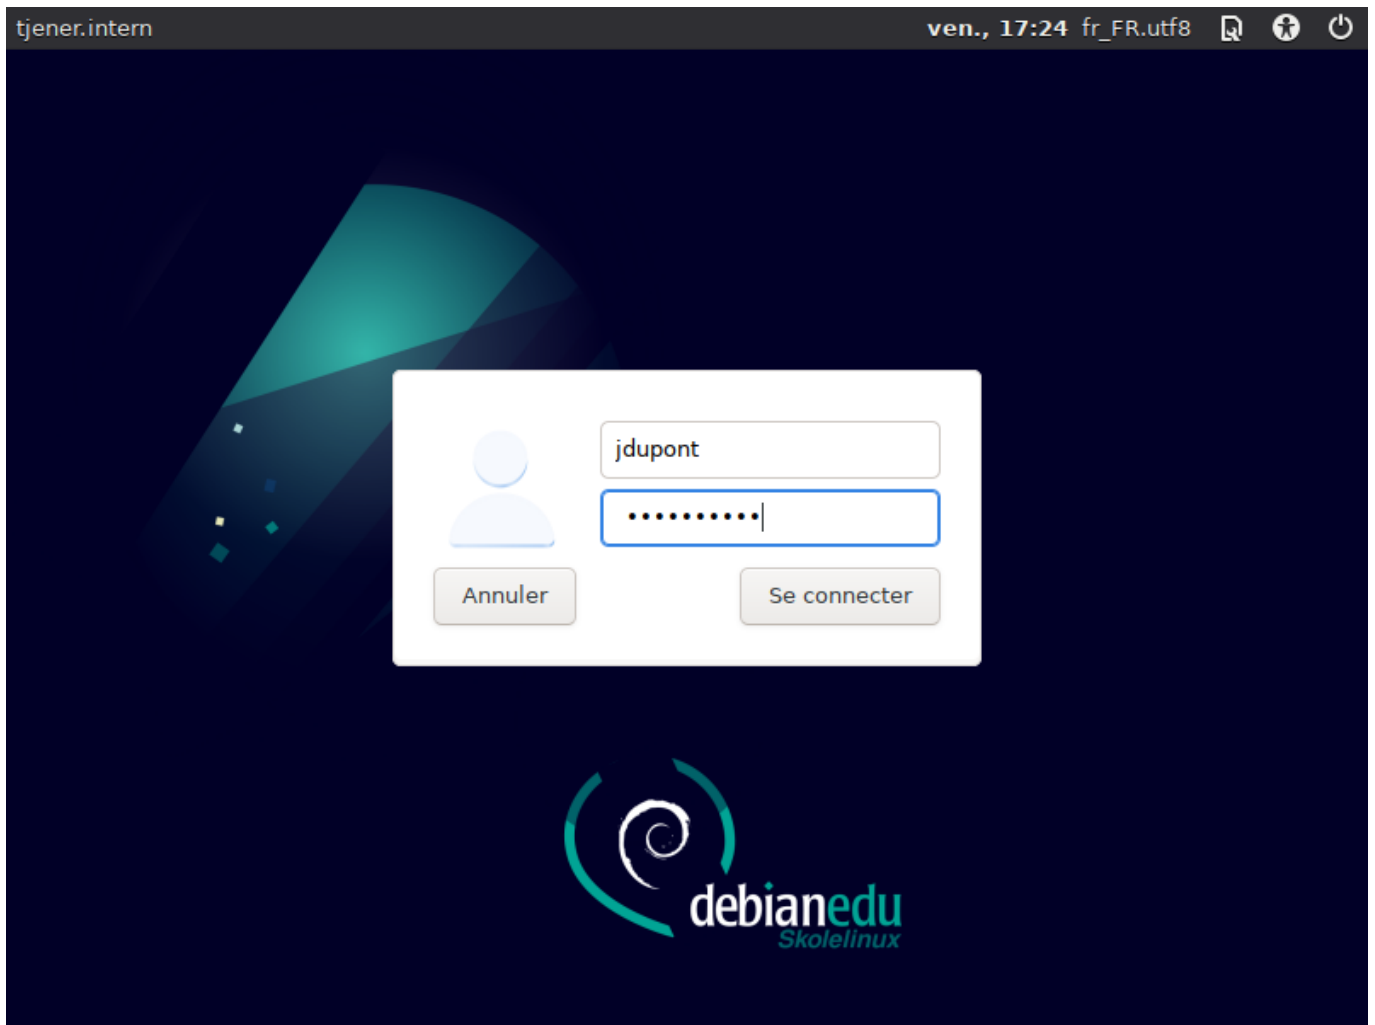 tjener.intern
ven., 17:24 fr_FR.utf8
jdupont
••••••••••
Annuler
Se connecter
debianedu
Skolelinux